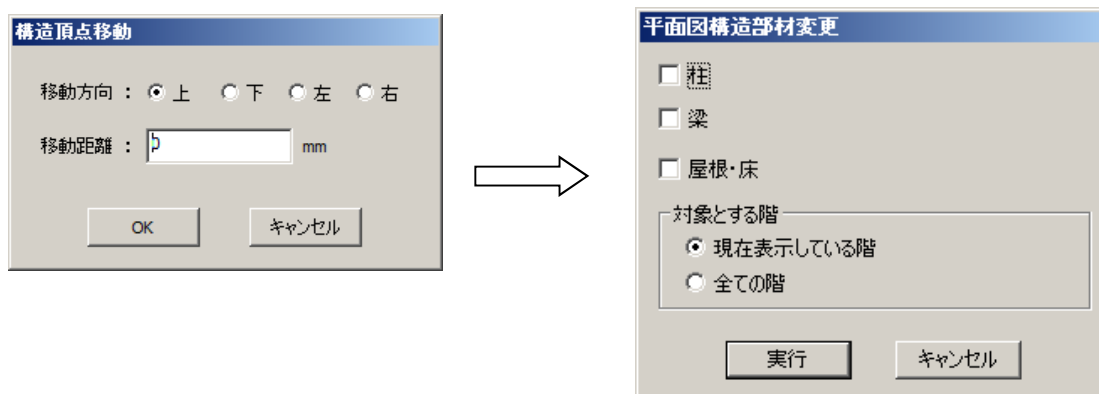 構造頂点移動
移動方向 : 上 下 左 右
移動距離 : mm
OK キャンセル
平面図構造部材変更
柱
梁
屋根・床
対象とする階
現在表示している階
全ての階
実行 キャンセル